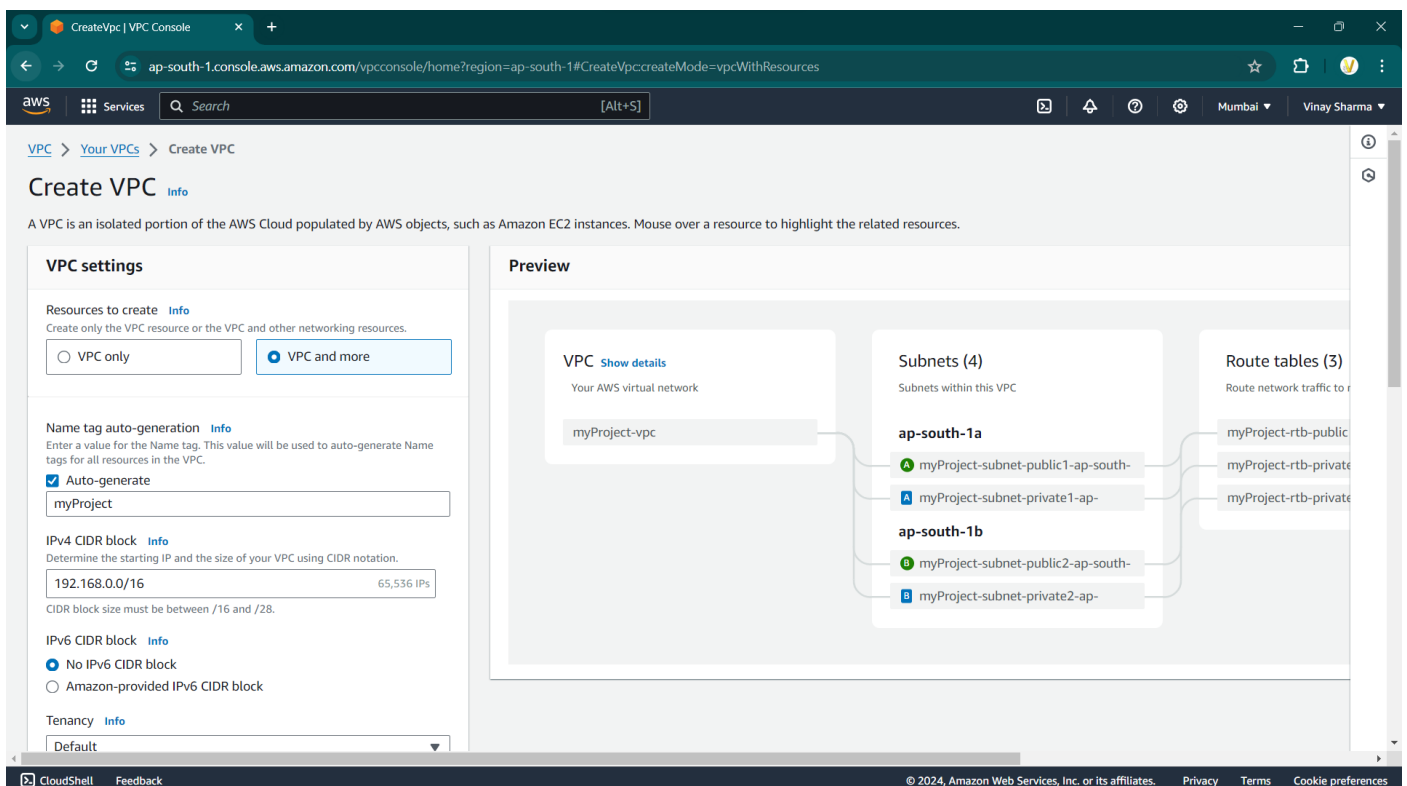 CreateVpc | VPC Console
ap-south-1.console.aws.amazon.com/vpcconsole/home?region=ap-south-1#CreateVpc:createMode=vpcWithResources
aws Services Search [Alt+S] Mumbai Vinay Sharma
VPC > Your VPCs > Create VPC
Create VPC Info
A VPC is an isolated portion of the AWS Cloud populated by AWS objects, such as Amazon EC2 instances. Mouse over a resource to highlight the related resources.
VPC settings
Resources to create Info
Create only the VPC resource or the VPC and other networking resources.
VPC only
VPC and more
Name tag auto-generation Info
Enter a value for the Name tag. This value will be used to auto-generate Name
tags for all resources in the VPC.
Auto-generate
myProject
IPv4 CIDR block Info
Determine the starting IP and the size of your VPC using CIDR notation.
192.168.0.0/16 65,536 IPs
CIDR block size must be between /16 and /28.
IPv6 CIDR block Info
No IPv6 CIDR block
Amazon-provided IPv6 CIDR block
Tenancy Info
Default
Preview
VPC Show details
Your AWS virtual network
myProject-vpc
Subnets (4)
Subnets within this VPC
ap-south-1a
A myProject-subnet-public1-ap-south-
A myProject-subnet-private1-ap-
ap-south-1b
B myProject-subnet-public2-ap-south-
B myProject-subnet-private2-ap-
Route tables (3)
Route network traffic to
myProject-rtb-public
myProject-rtb-private
myProject-rtb-private
CloudShell Feedback © 2024, Amazon Web Services, Inc. or its affiliates. Privacy Terms Cookie preferences